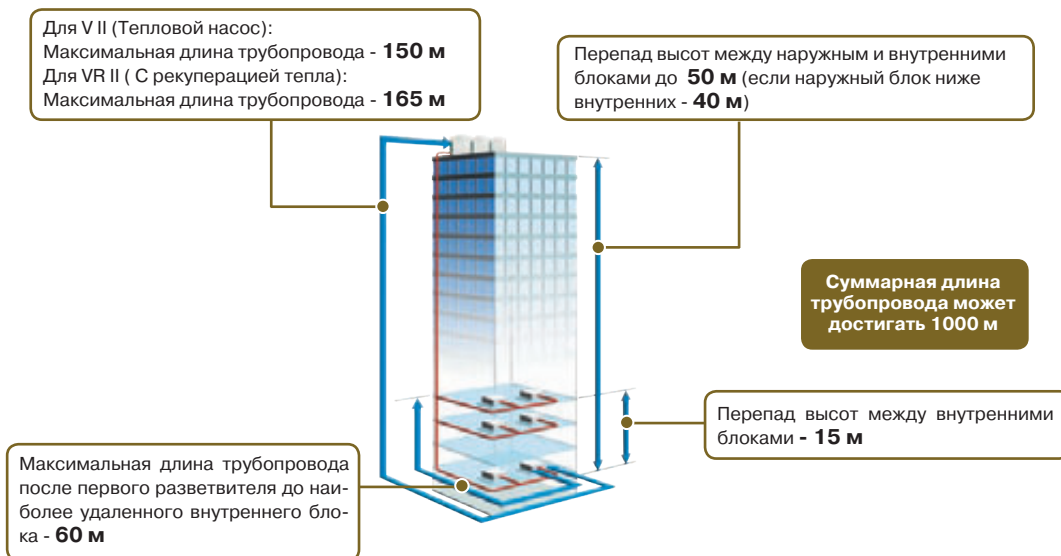 Для V II (Тепловой насос):
Максимальная длина трубопровода - 150 м
Для VR II ( С рекуперацией тепла):
Максимальная длина трубопровода - 165 м
Перепад высот между наружным и внутренними
блоками до 50 м (если наружный блок ниже
внутренних - 40 м)
Суммарная длина
трубопровода может
достигать 1000 м
Перепад высот между внутренними
блоками - 15 м
Максимальная длина трубопровода
после первого разветвителя до наи-
более удаленного внутреннего бло-
ка - 60 м